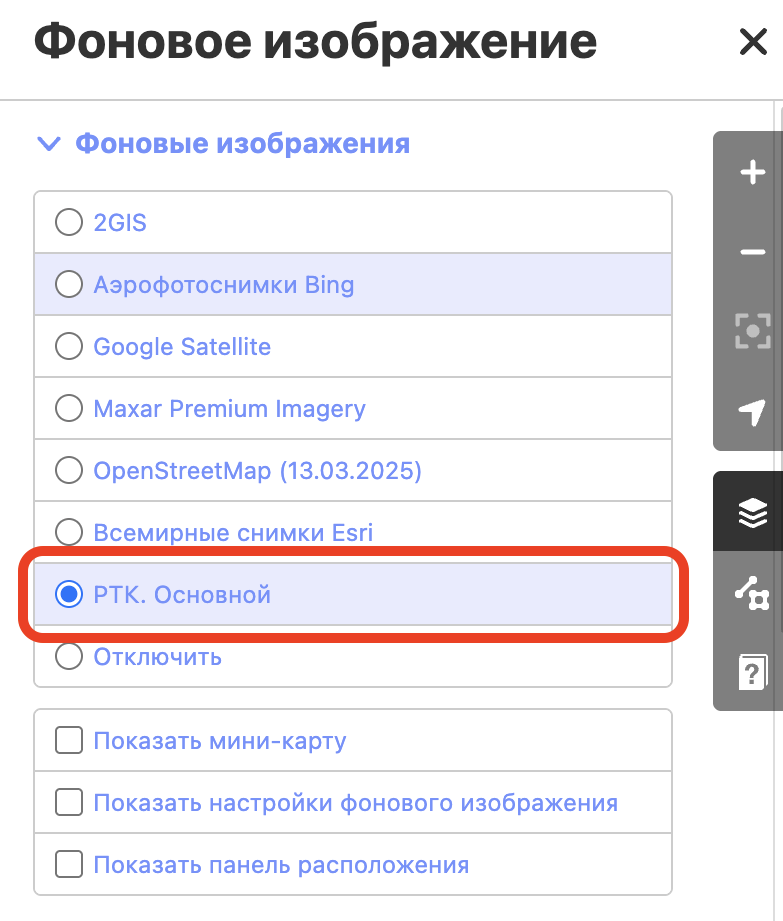 Фоновое изображение
Фоновые изображения
2GIS
Аэрофотоснимки Bing
Google Satellite
Maxar Premium Imagery
OpenStreetMap (13.03.2025)
Всемирные снимки Esri
РТК. Основной
Отключить
Показать мини-карту
Показать настройки фонового изображения
Показать панель расположения